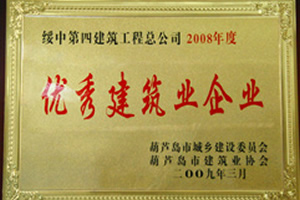 绥中第四建筑工程总公司 2008年度
优秀建筑业企业
葫芦岛市城乡建设委员会
葫芦岛市建筑业协会
二00九年三月